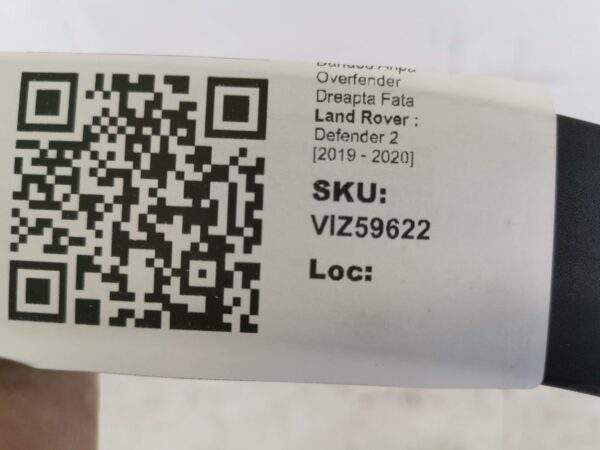 Overfender
Dreapta Fata
Land Rover :
Defender 2
[2019 - 2020]
SKU:
VIZ59622
Loc: